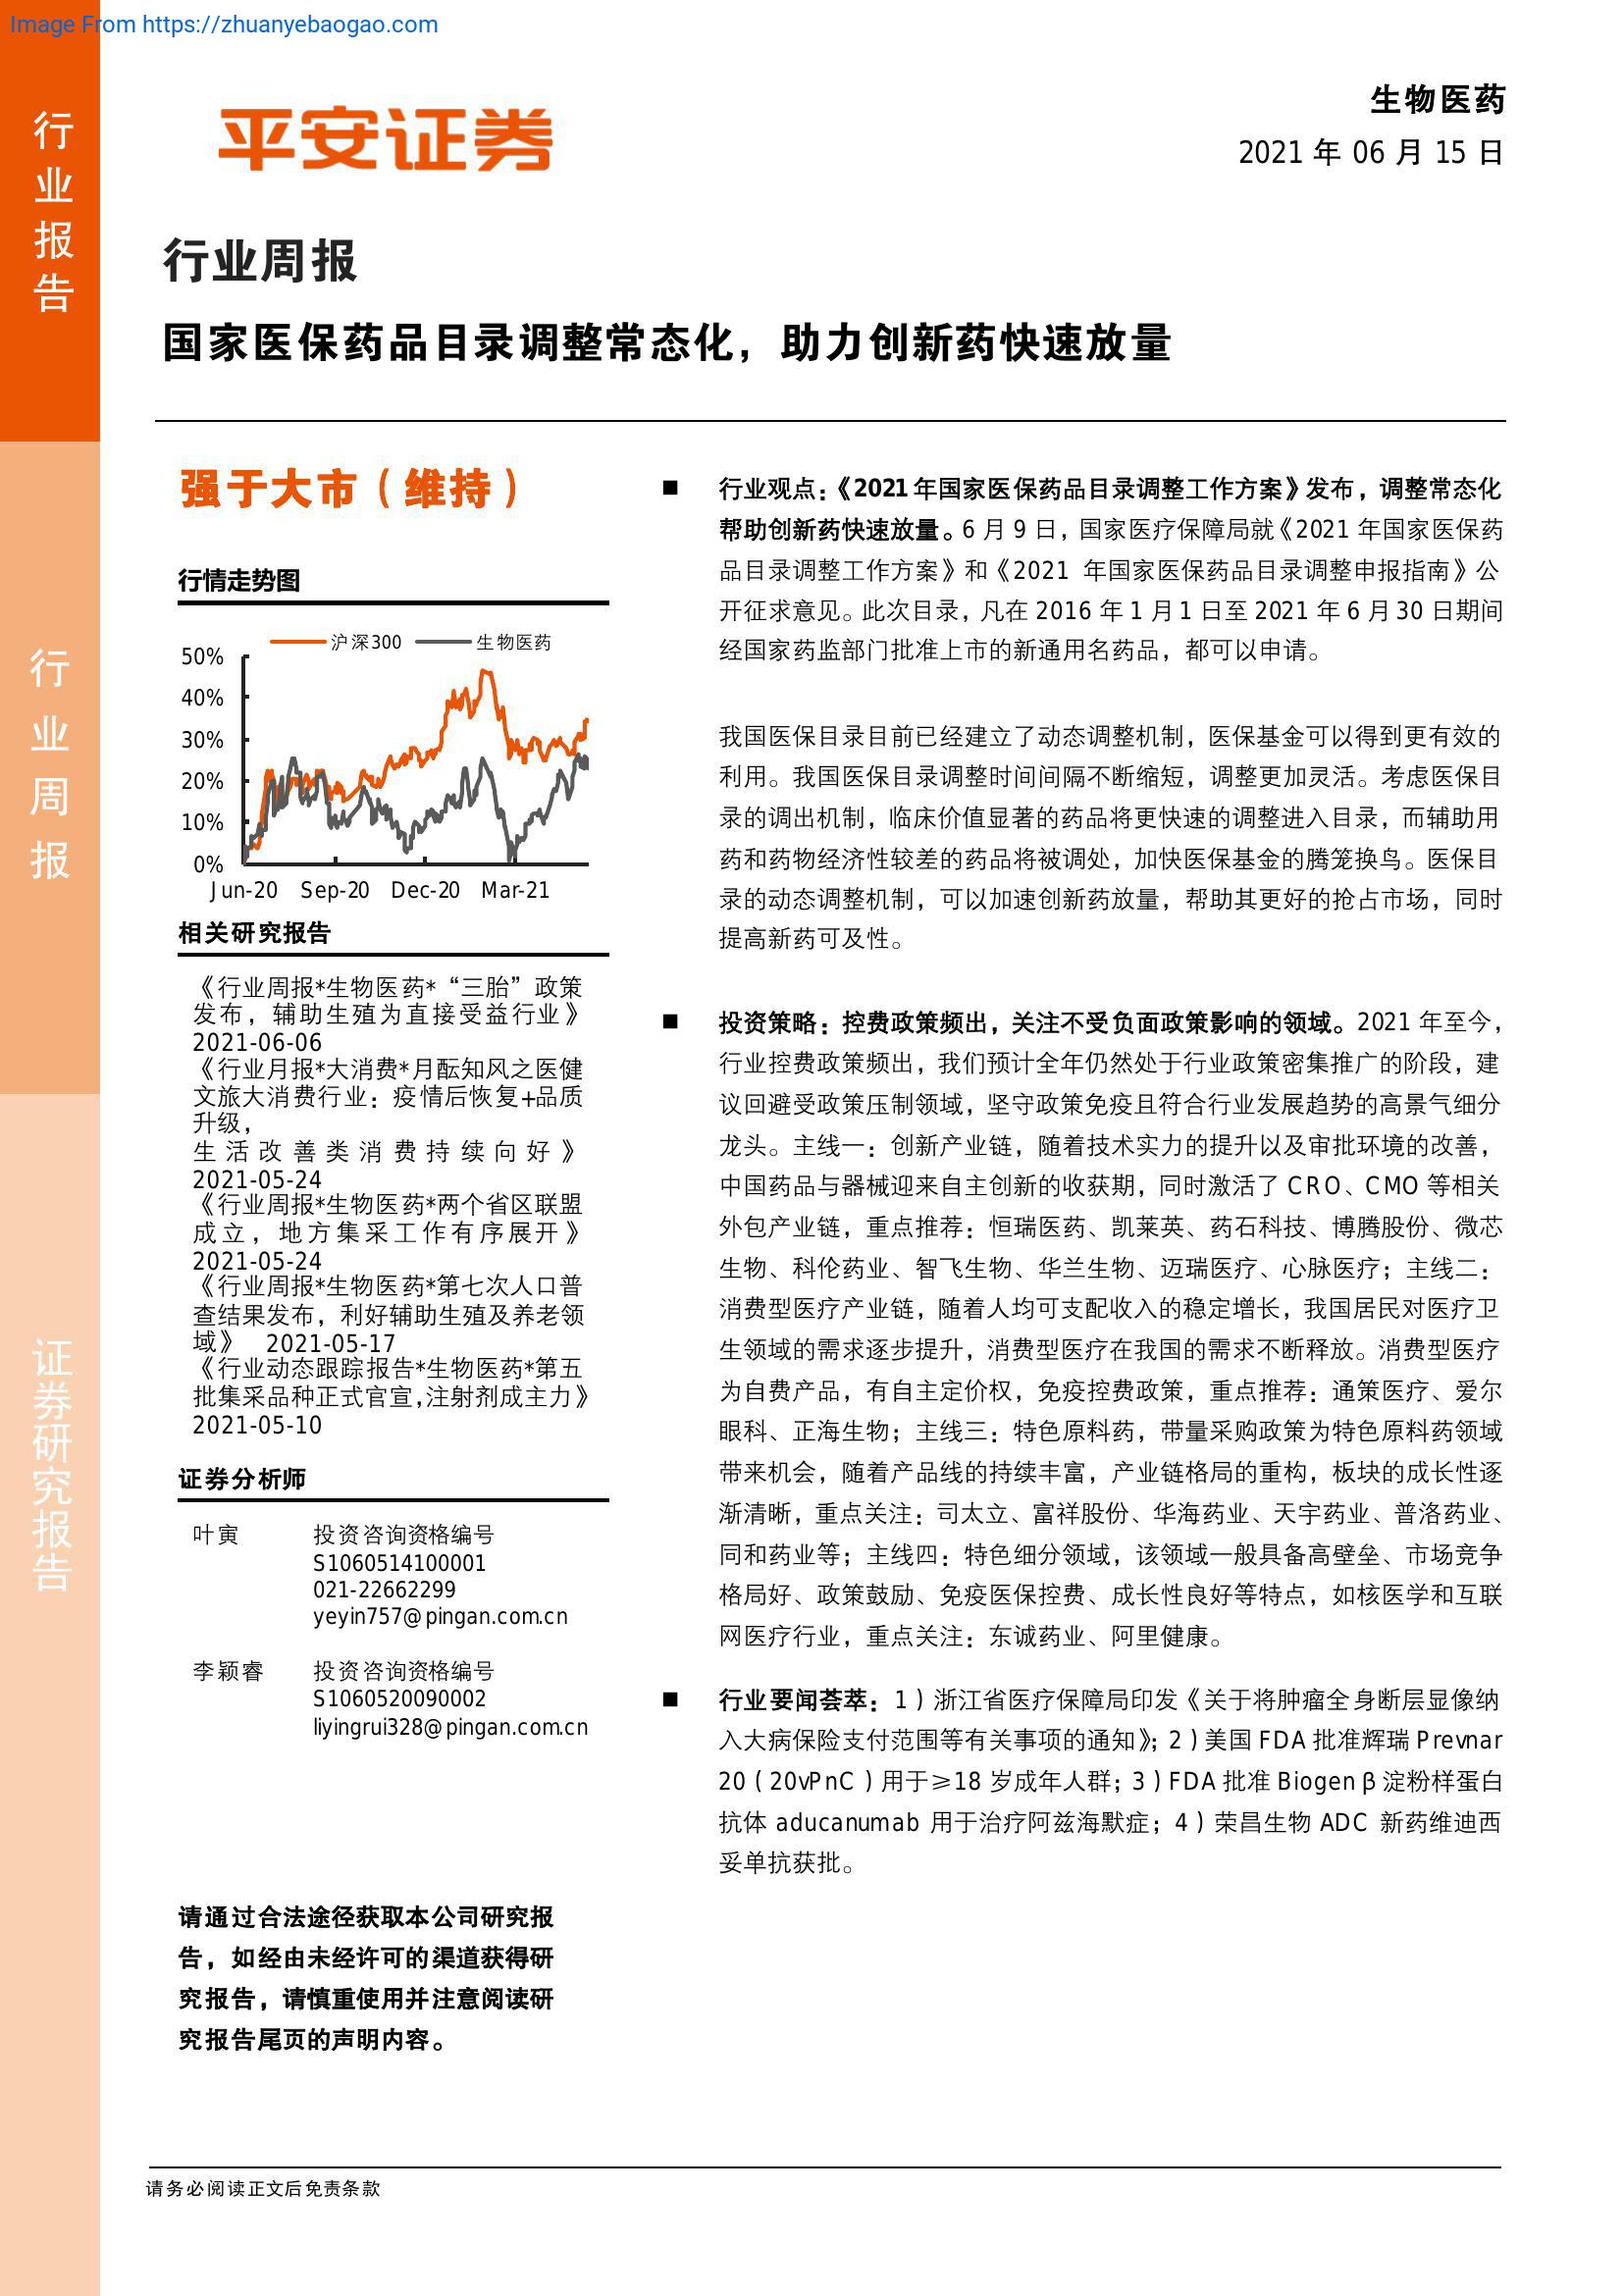 Image From https://zhuanyebaogao.com
行业报告
行业周报
证券研究报告
平安证券
生物医药
2021 年 06 月 15 日
行业周报
国家医保药品目录调整常态化，助力创新药快速放量
强于大市（维持）
行情走势图
沪深300 生物医药
50%
40%
30%
20%
10%
0%
Jun-20 Sep-20 Dec-20 Mar-21
相关研究报告
《行业周报*生物医药*“三胎”政策
发布，辅助生殖为直接受益行业》
2021-06-06
《行业月报*大消费*月酝知风之医健
文旅大消费行业：疫情后恢复+品质
升级，
生活改善类消费持续向好》
2021-05-24
《行业周报*生物医药*两个省区联盟
成立，地方集采工作有序展开》
2021-05-24
《行业周报*生物医药*第七次人口普
查结果发布，利好辅助生殖及养老领
域》 2021-05-17
《行业动态跟踪报告*生物医药*第五
批集采品种正式官宣,注射剂成主力》
2021-05-10
证券分析师
叶寅 投资咨询资格编号
S1060514100001
021-22662299
yeyin757@pingan.com.cn
李颖睿 投资咨询资格编号
S1060520090002
liyingrui328@pingan.com.cn
请通过合法途径获取本公司研究报
告，如经由未经许可的渠道获得研
究报告，请慎重使用并注意阅读研
究报告尾页的声明内容。
■ 行业观点：《2021 年国家医保药品目录调整工作方案》发布，调整常态化
帮助创新药快速放量。6 月 9 日，国家医疗保障局就《2021 年国家医保药
品目录调整工作方案》和《2021 年国家医保药品目录调整申报指南》公
开征求意见。此次目录，凡在 2016 年 1 月 1 日至 2021 年 6 月 30 日期间
经国家药监部门批准上市的新通用名药品，都可以申请。
我国医保目录目前已经建立了动态调整机制，医保基金可以得到更有效的
利用。我国医保目录调整时间间隔不断缩短，调整更加灵活。考虑医保目
录的调出机制，临床价值显著的药品将更快速的调整进入目录，而辅助用
药和药物经济性较差的药品将被调处，加快医保基金的腾笼换鸟。医保目
录的动态调整机制，可以加速创新药放量，帮助其更好的抢占市场，同时
提高新药可及性。
■ 投资策略：控费政策频出，关注不受负面政策影响的领域。2021 年至今，
行业控费政策频出，我们预计全年仍然处于行业政策密集推广的阶段，建
议回避受政策压制领域，坚守政策免疫且符合行业发展趋势的高景气细分
龙头。主线一：创新产业链，随着技术实力的提升以及审批环境的改善，
中国药品与器械迎来自主创新的收获期，同时激活了 CRO、CMO 等相关
外包产业链，重点推荐：恒瑞医药、凯莱英、药石科技、博腾股份、微芯
生物、科伦药业、智飞生物、华兰生物、迈瑞医疗、心脉医疗；主线二：
消费型医疗产业链，随着人均可支配收入的稳定增长，我国居民对医疗卫
生领域的需求逐步提升，消费型医疗在我国的需求不断释放。消费型医疗
为自费产品，有自主定价权，免疫控费政策，重点推荐：通策医疗、爱尔
眼科、正海生物；主线三：特色原料药，带量采购政策为特色原料药领域
带来机会，随着产品线的持续丰富，产业链格局的重构，板块的成长性逐
渐清晰，重点关注：司太立、富祥股份、华海药业、天宇药业、普洛药业、
同和药业等；主线四：特色细分领域，该领域一般具备高壁垒、市场竞争
格局好、政策鼓励、免疫医保控费、成长性良好等特点，如核医学和互联
网医疗行业，重点关注：东诚药业、阿里健康。
■ 行业要闻荟萃：1）浙江省医疗保障局印发《关于将肿瘤全身断层显像纳
入大病保险支付范围等有关事项的通知》；2）美国 FDA 批准辉瑞 Prevnar
20（20vPnC）用于≥18 岁成年人群；3）FDA 批准 Biogen β 淀粉样蛋白
抗体 aducanumab 用于治疗阿兹海默症；4）荣昌生物 ADC 新药维迪西
妥单抗获批。
请务必阅读正文后免责条款